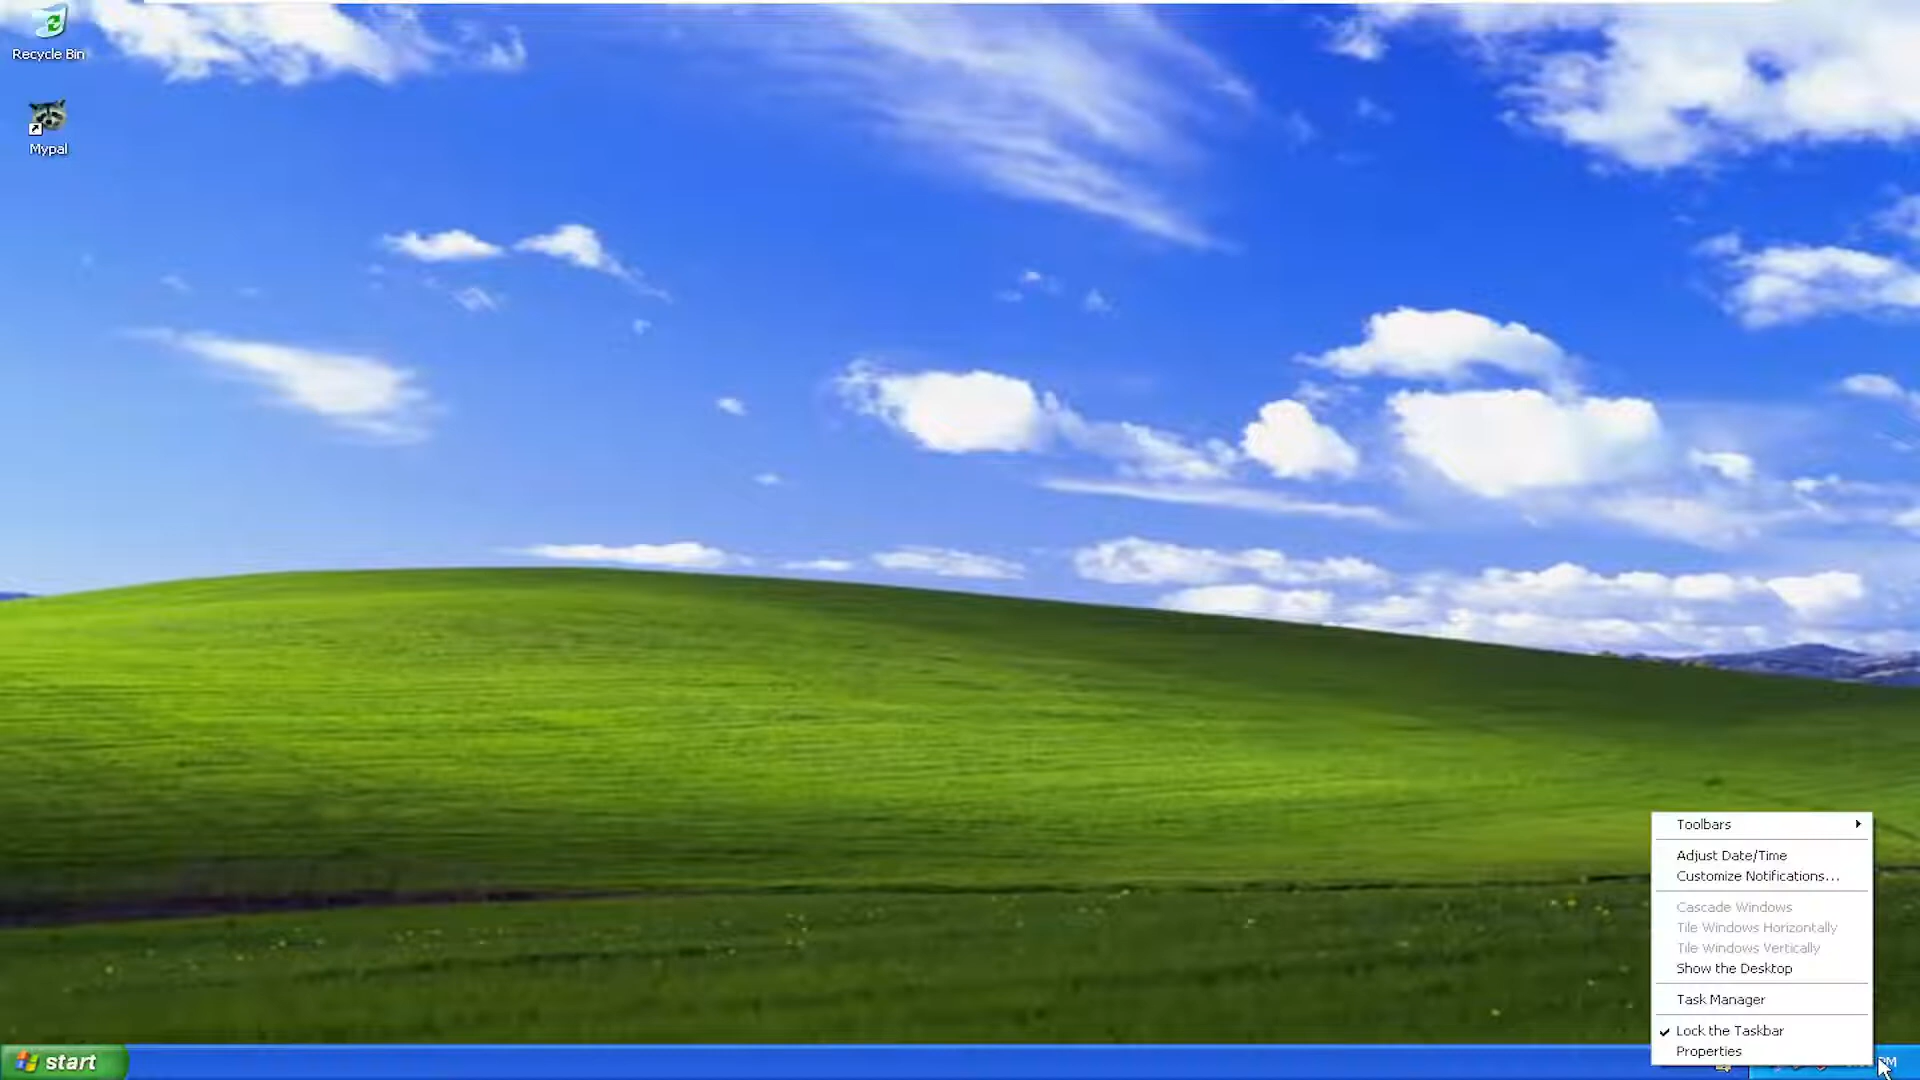 Recycle Bin
Mypal
Toolbars
Adjust Date/Time
Customize Notifications...
Cascade Windows
Tile Windows Horizontally
Tile Windows Vertically
Show the Desktop
Task Manager
Lock the Taskbar
Properties
start